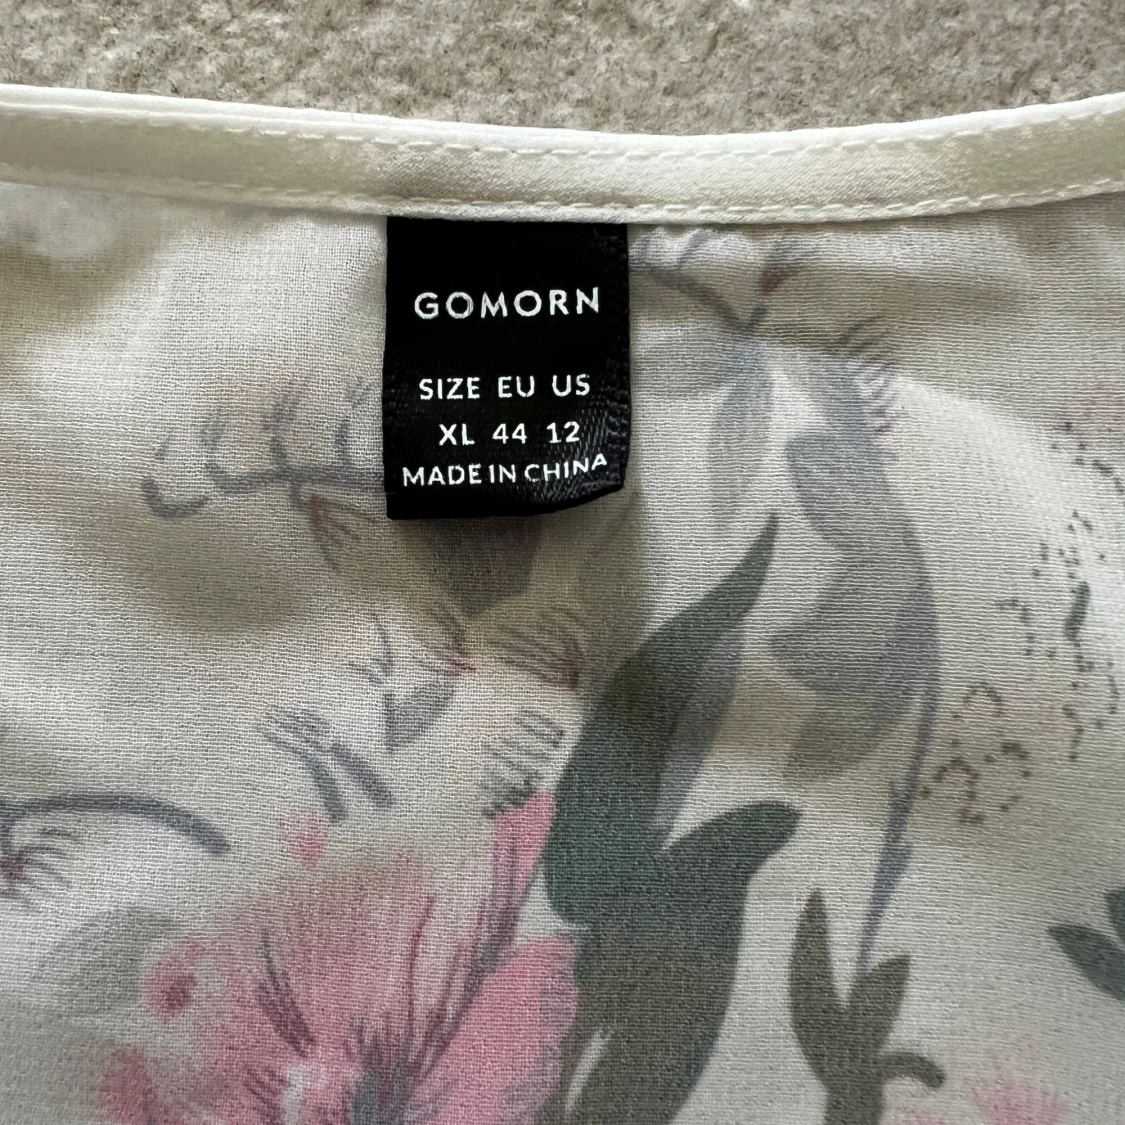 GOMORN
SIZE EU US
XL 44 12
MADE IN CHINA